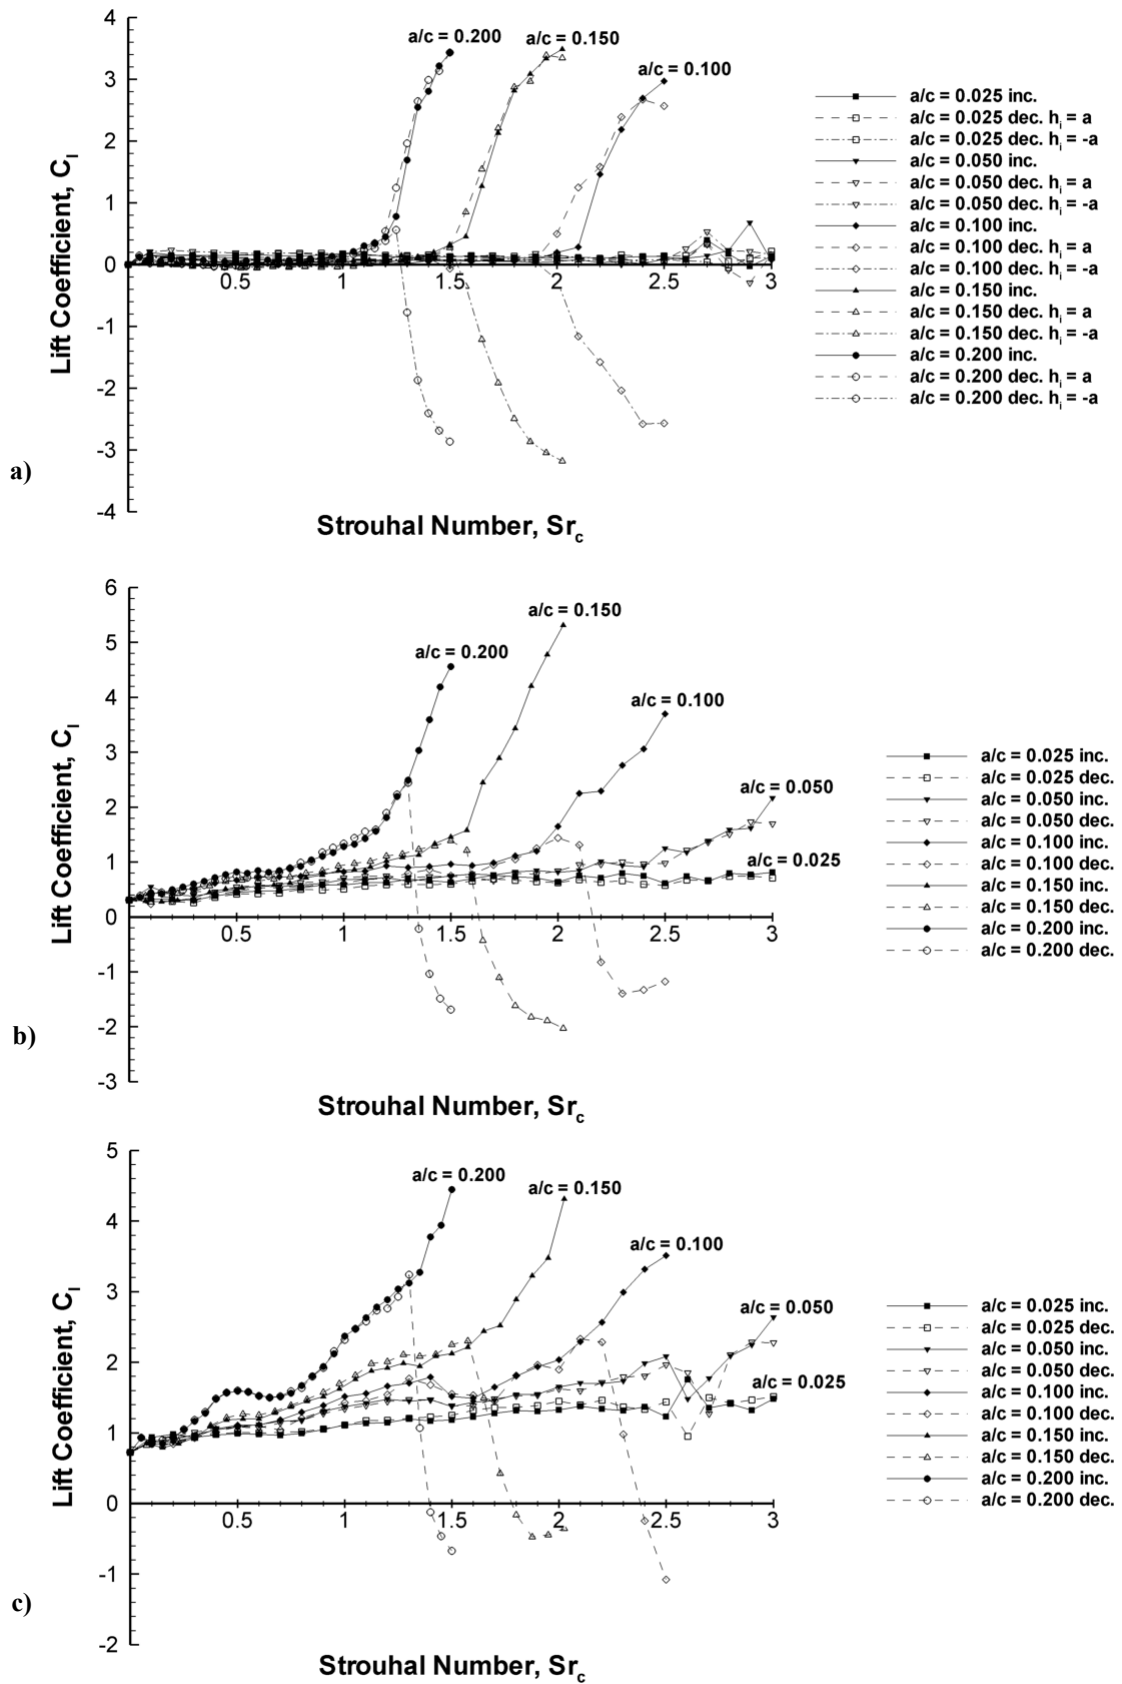 4
3
2
1
0
-1
-2
-3
-4
0.5
1
1.5
2
2.5
3
Lift Coefficient, Cl
Strouhal Number, Src
a/c = 0.200
a/c = 0.150
a/c = 0.100
a/c = 0.025 inc.
a/c = 0.025 dec. hi = a
a/c = 0.025 dec. hi = -a
a/c = 0.050 inc.
a/c = 0.050 dec. hi = a
a/c = 0.050 dec. hi = -a
a/c = 0.100 inc.
a/c = 0.100 dec. hi = a
a/c = 0.100 dec. hi = -a
a/c = 0.150 inc.
a/c = 0.150 dec. hi = a
a/c = 0.150 dec. hi = -a
a/c = 0.200 inc.
a/c = 0.200 dec. hi = a
a/c = 0.200 dec. hi = -a
a)
6
5
4
3
2
1
0
-1
-2
-3
0.5
1
1.5
2
2.5
3
Lift Coefficient, Cl
Strouhal Number, Src
a/c = 0.150
a/c = 0.200
a/c = 0.100
a/c = 0.050
a/c = 0.025
a/c = 0.025 inc.
a/c = 0.025 dec.
a/c = 0.050 inc.
a/c = 0.050 dec.
a/c = 0.100 inc.
a/c = 0.100 dec.
a/c = 0.150 inc.
a/c = 0.150 dec.
a/c = 0.200 inc.
a/c = 0.200 dec.
b)
5
4
3
2
1
0
-1
-2
0.5
1
1.5
2
2.5
3
Lift Coefficient, Cl
Strouhal Number, Src
a/c = 0.200
a/c = 0.150
a/c = 0.100
a/c = 0.050
a/c = 0.025
a/c = 0.025 inc.
a/c = 0.025 dec.
a/c = 0.050 inc.
a/c = 0.050 dec.
a/c = 0.100 inc.
a/c = 0.100 dec.
a/c = 0.150 inc.
a/c = 0.150 dec.
a/c = 0.200 inc.
a/c = 0.200 dec.
c)